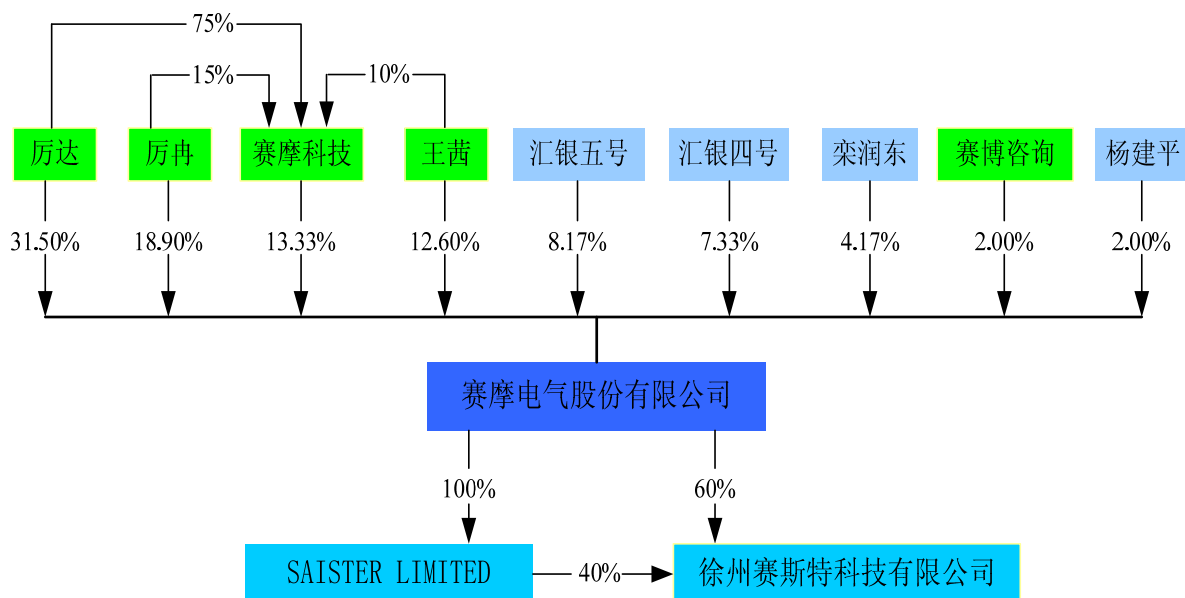 75%
15%
10%
厉达
厉冉
赛摩科技
王茜
汇银五号
汇银四号
栾润东
赛博咨询
杨建平
31.50%
18.90%
13.33%
12.60%
8.17%
7.33%
4.17%
2.00%
2.00%
赛摩电气股份有限公司
100%
60%
SAISTER LIMITED
40%
徐州赛斯特科技有限公司